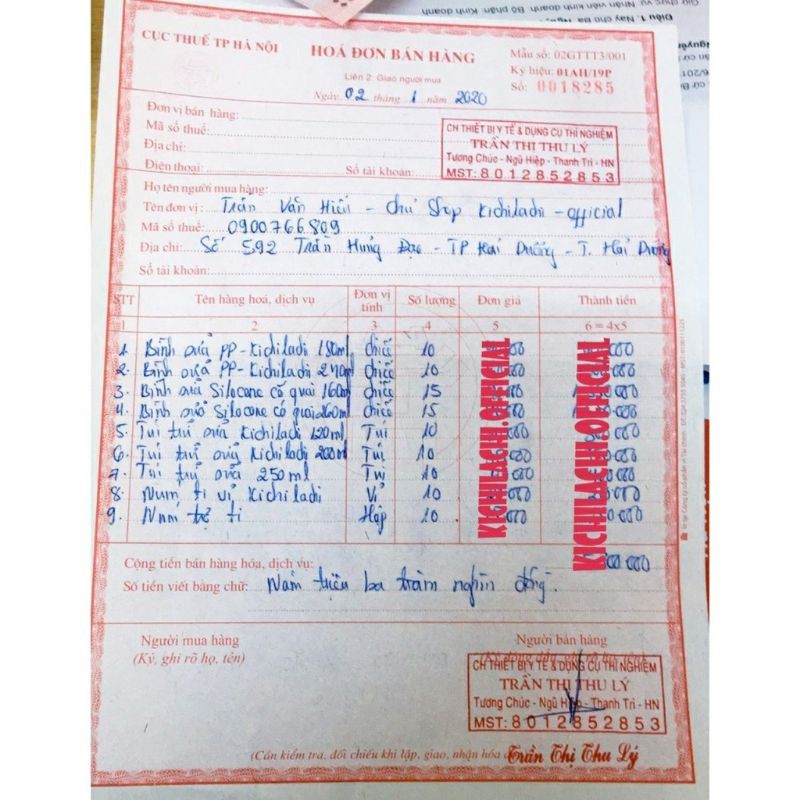 CỤC THUẾ TP HÀ NỘI
HOÁ ĐƠN BÁN HÀNG
Mẫu số: 02GTTT3/001
Liên 2: Giao người mua
Ký hiệu: 01AH/19P
Ngày 02 tháng 1 năm 2020
Số: 0018285
Đơn vị bán hàng:
Mã số thuế:
Địa chỉ:
Điện thoại: Số tài khoản:
CH THIẾT BỊ Y TẾ & DỤNG CỤ THÍ NGHIỆM
TRẦN THỊ THU LÝ
Tương Chúc - Ngũ Hiệp - Thanh Trì - HN
MST: 8012852853
Họ tên người mua hàng:
Tên đơn vị: Trần Văn Hiếu - Chủ Shop Kichilachi - official
Mã số thuế: 0900766809
Địa chỉ: Số 592 Trần Hưng Đạo - TP Hải Dương - T. Hải Dương
Số tài khoản:
STT Tên hàng hoá, dịch vụ Đơn vị tính Số lượng Đơn giá Thành tiền
1 2 3 4 5 6 = 4x5
1. Bình sữa PP - Kichilachi 180ml chiếc 10
2. Bình sữa PP - Kichilachi 240ml chiếc 10
3. Bình sữa Silocone có quai 160ml chiếc 15
4. Bình sữa Silocone có quai 260ml chiếc 15
5. Túi trữ sữa Kichilachi 120ml Túi 10
6. Túi trữ sữa Kichilachi 200ml Túi 10
7. Túi trữ sữa 250ml Túi 10
8. Num ti vỉ Kichilachi Vỉ 10
9. Num trợ ti Hộp 10
KICHILACHI.OFFICIAL
KICHILACHI.OFFICIAL
Cộng tiền bán hàng hóa, dịch vụ:
Số tiền viết bằng chữ: Năm triệu ba trăm nghìn đồng.
Người mua hàng
Người bán hàng
(Ký, ghi rõ họ, tên)
CH THIẾT BỊ Y TẾ & DỤNG CỤ THÍ NGHIỆM
TRẦN THỊ THU LÝ
Tương Chúc - Ngũ Hiệp - Thanh Trì - HN
MST: 8012852853
(Cần kiểm tra, đối chiếu khi lập, giao, nhận hóa
Trần Thị Thu Lý